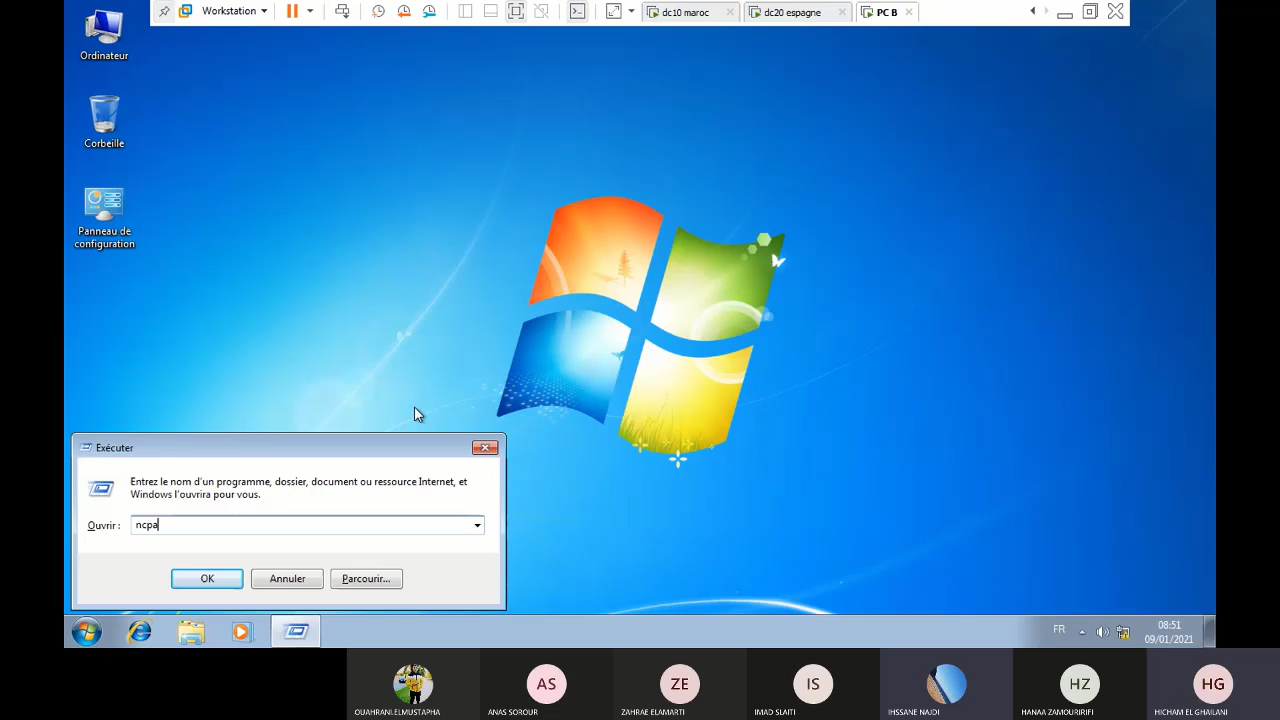 Workstation
dc10 maroc
dc20 espagne
PC B
Ordinateur
Corbeille
Panneau de
configuration
Exécuter
Entrez le nom d'un programme, dossier, document ou ressource Internet, et
Windows l'ouvrira pour vous.
Ouvrir :
ncpa
OK
Annuler
Parcourir...
FR
08:51
09/01/2021
AS
ZE
IS
HZ
HG
OUAHRANI.ELMUSTAPHA
ANAS SOROUR
ZAHRAE ELAMARTI
IMAD SLAITI
IHSSANE NAJDI
HANAA ZAMOURIRIFI
HICHAM EL GHAILANI